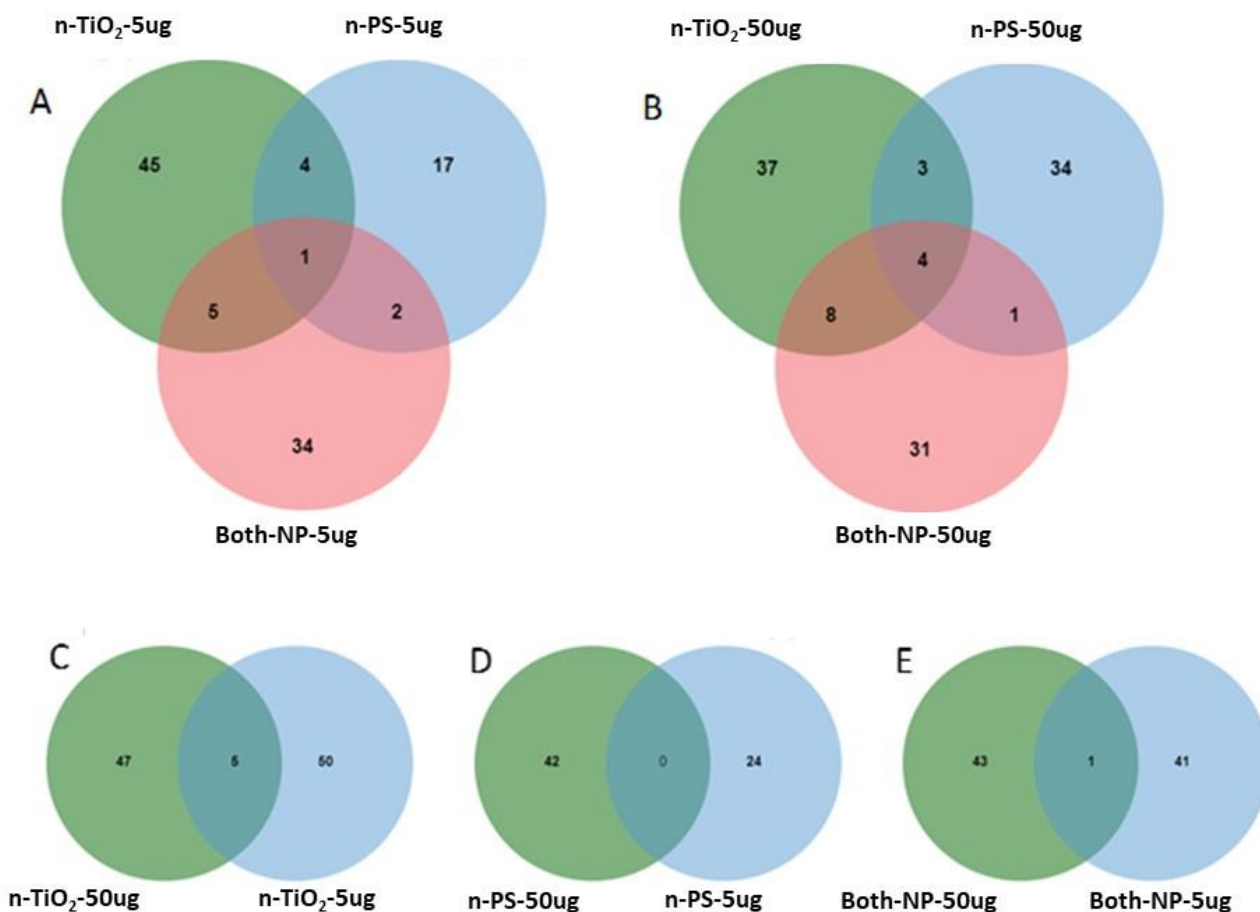 n-TiO₂-5ug n-PS-5ug n-TiO₂-50ug n-PS-50ug
A B
45 4 17 37 3 34
1 4
5 2 8 1
34 31
Both-NP-5ug Both-NP-50ug
C D E
47 5 50 42 0 24 43 1 41
n-TiO₂-50ug n-TiO₂-5ug n-PS-50ug n-PS-5ug Both-NP-50ug Both-NP-5ug